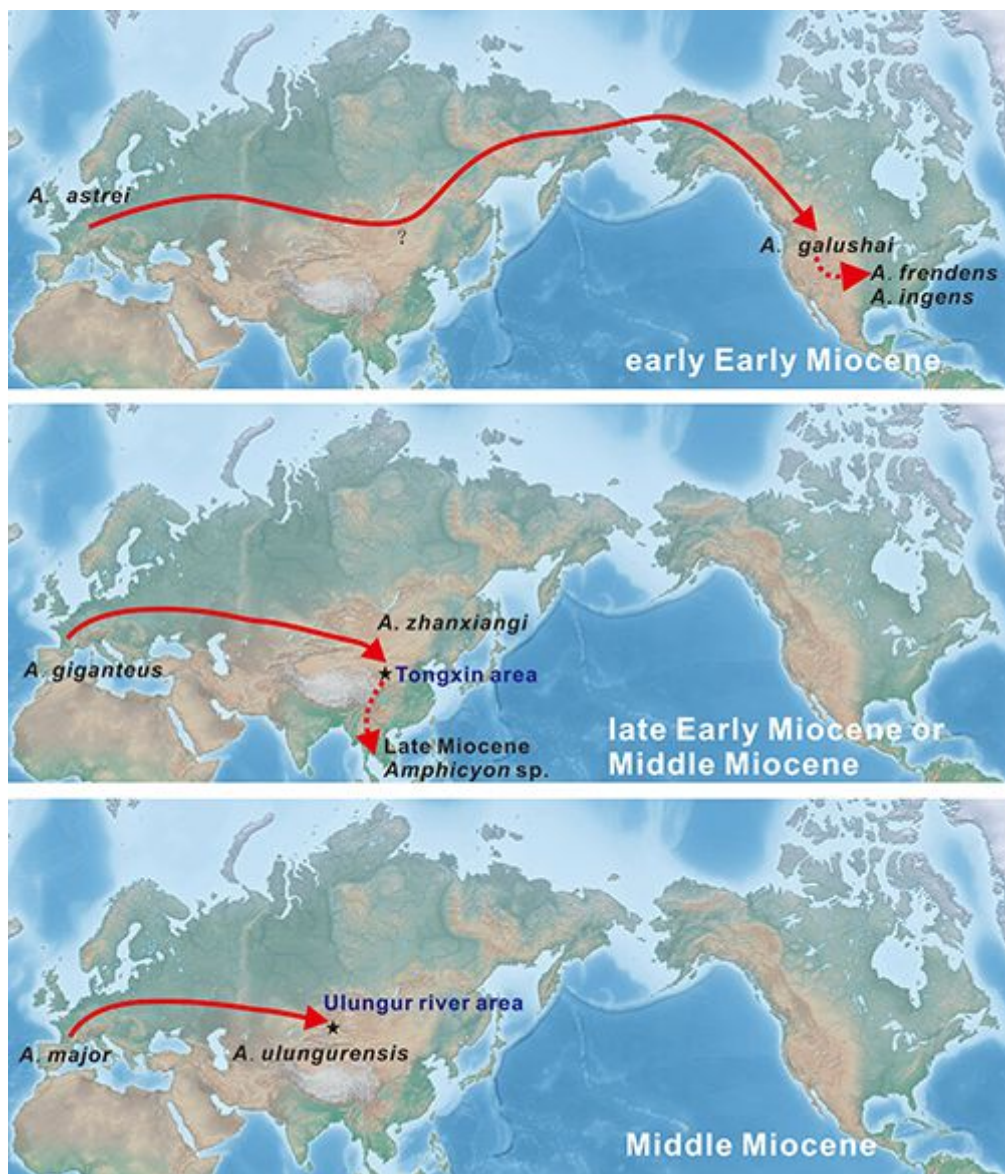 A. astrei
?
A. galushai
A. frendens
A. ingens
early Early Miocene
A. zhanxiangi
A. giganteus
Tongxin area
late Early Miocene or
Middle Miocene
Late Miocene
Amphicyon sp.
Ulungur river area
A. major
A. ulungurensis
Middle Miocene